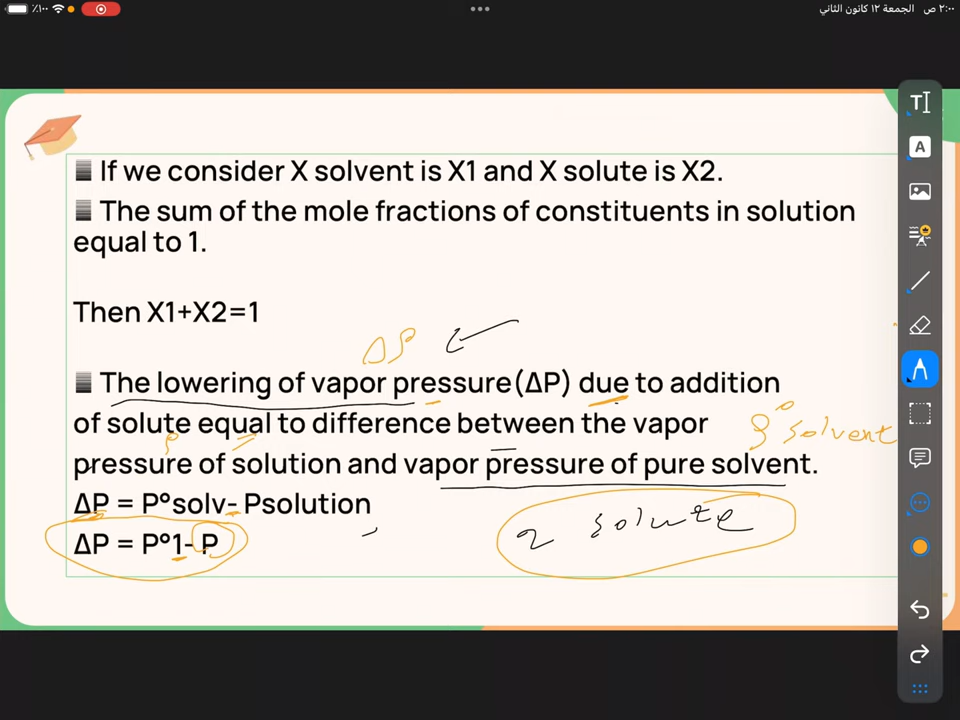 ٪١٠٠
٢:٠٠ ص الجمعة ١٢ كانون الثاني
If we consider X solvent is X1 and X solute is X2.
The sum of the mole fractions of constituents in solution
equal to 1.
Then X1+X2=1
ΔP
The lowering of vapor pressure(ΔP) due to addition
of solute equal to difference between the vapor
P° solvent
P
pressure of solution and vapor pressure of pure solvent.
ΔP = P°solv- Psolution
2 solute
ΔP = P°1- P
T
A